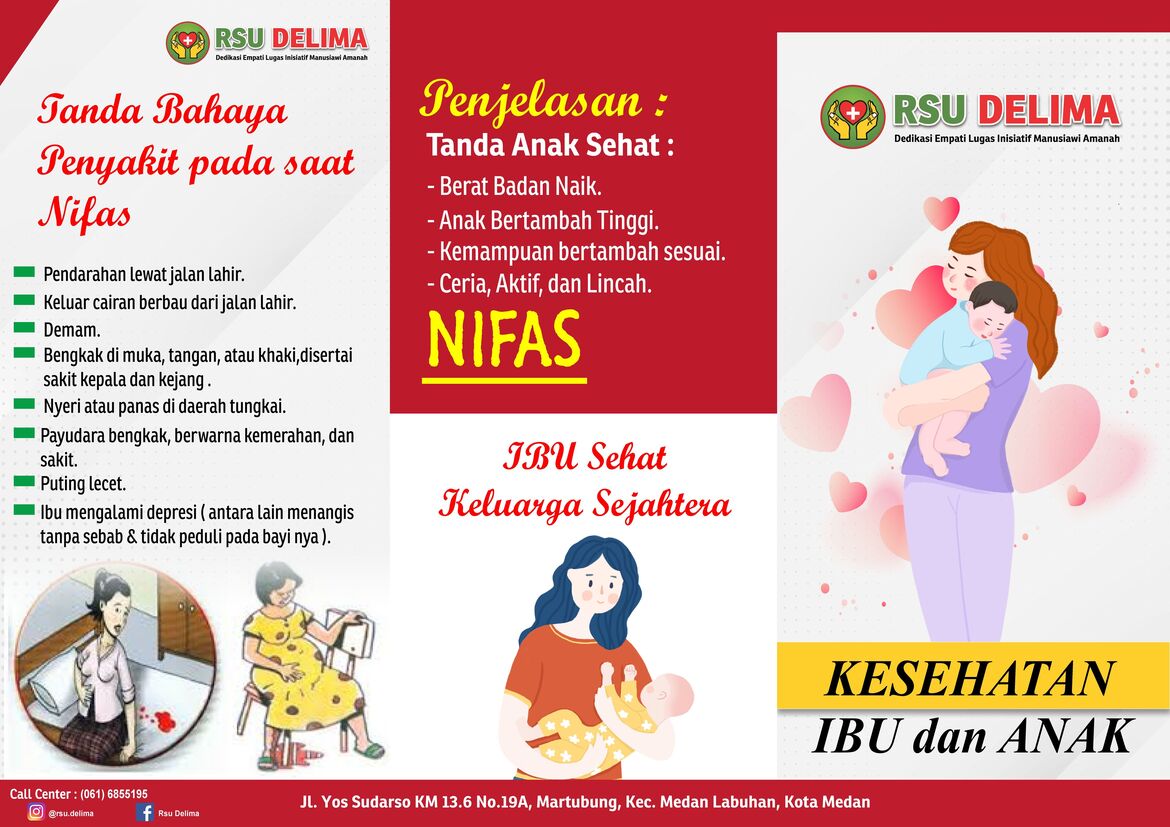 RSU DELIMA
Dedikasi Empati Lugas Inisiatif Manusiawi Amanah
Tanda Bahaya
Penyakit pada saat
Nifas
Pendarahan lewat jalan lahir.
Keluar cairan berbau dari jalan lahir.
Demam.
Bengkak di muka, tangan, atau khaki,disertai
sakit kepala dan kejang .
Nyeri atau panas di daerah tungkai.
Payudara bengkak, berwarna kemerahan, dan
sakit.
Puting lecet.
Ibu mengalami depresi ( antara lain menangis
tanpa sebab & tidak peduli pada bayi nya ).
Call Center : (061) 6855195
@rsu.delima
Rsu Delima
Penjelasan :
Tanda Anak Sehat :
- Berat Badan Naik.
- Anak Bertambah Tinggi.
- Kemampuan bertambah sesuai.
- Ceria, Aktif, dan Lincah.
NIFAS
IBU Sehat
Keluarga Sejahtera
Jl. Yos Sudarso KM 13.6 No.19A, Martubung, Kec. Medan Labuhan, Kota Medan
RSU DELIMA
Dedikasi Empati Lugas Inisiatif Manusiawi Amanah
KESEHATAN
IBU dan ANAK